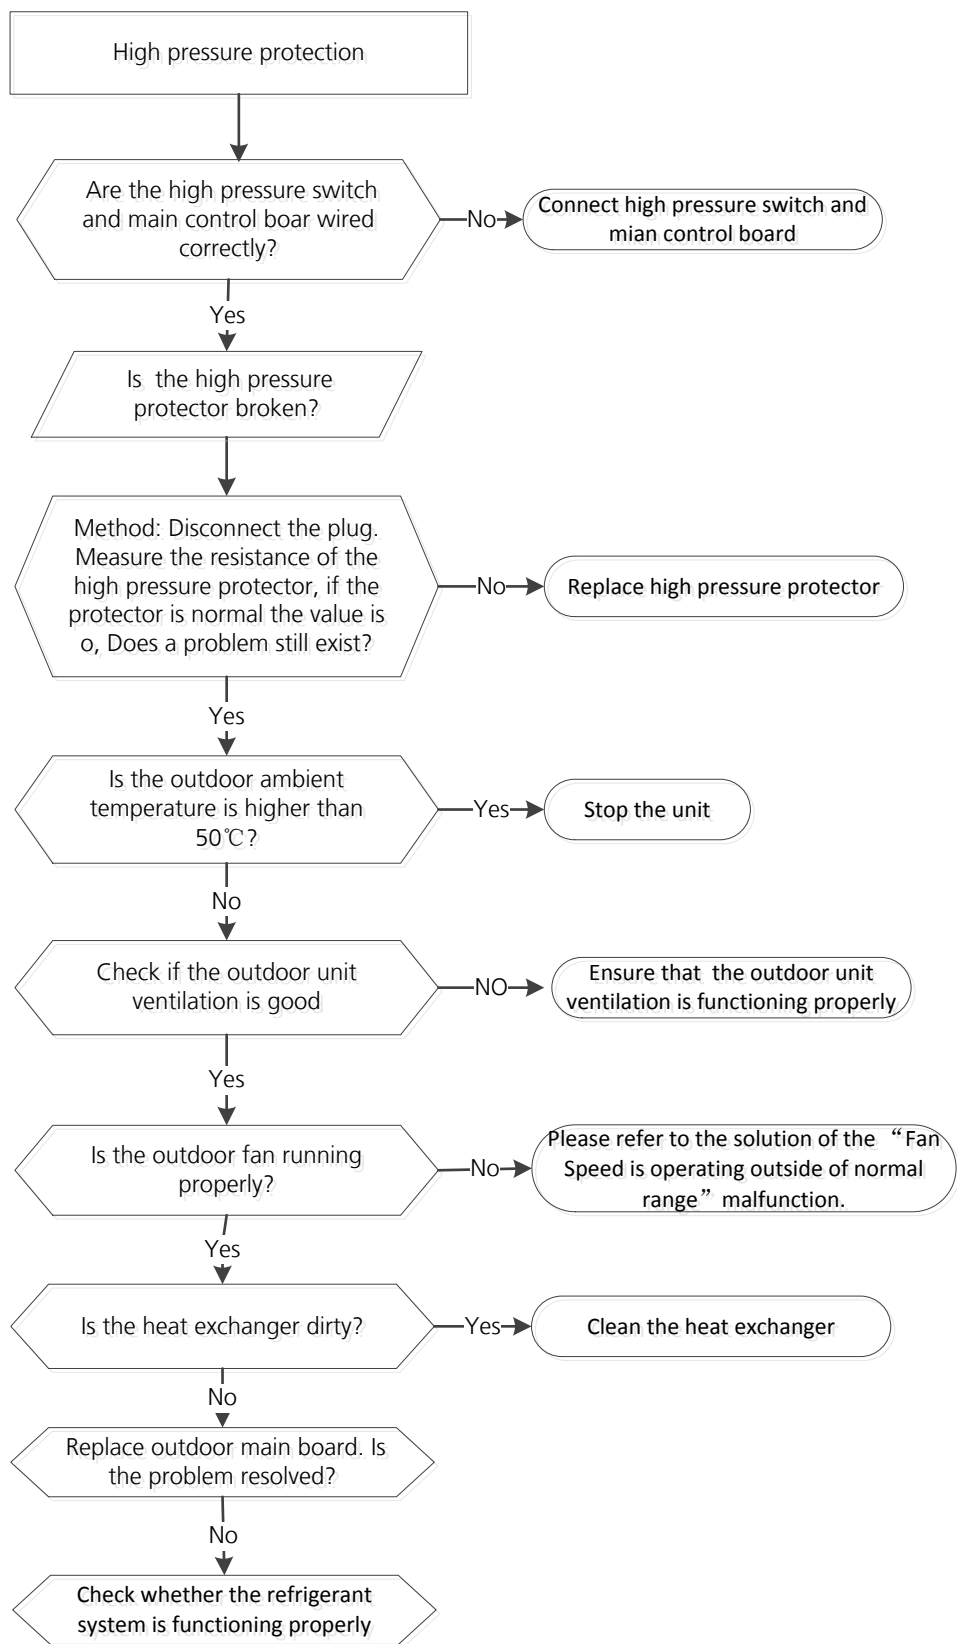 High pressure protection
Are the high pressure switch
and main control boar wired
correctly?
No
Connect high pressure switch and
mian control board
Yes
Is the high pressure
protector broken?
Method: Disconnect the plug.
Measure the resistance of the
high pressure protector, if the
protector is normal the value is
o, Does a problem still exist?
No
Replace high pressure protector
Yes
Is the outdoor ambient
temperature is higher than
50℃?
Yes
Stop the unit
No
Check if the outdoor unit
ventilation is good
NO
Ensure that the outdoor unit
ventilation is functioning properly
Yes
Is the outdoor fan running
properly?
No
Please refer to the solution of the “Fan
Speed is operating outside of normal
range” malfunction.
Yes
Is the heat exchanger dirty?
Yes
Clean the heat exchanger
No
Replace outdoor main board. Is
the problem resolved?
No
Check whether the refrigerant
system is functioning properly